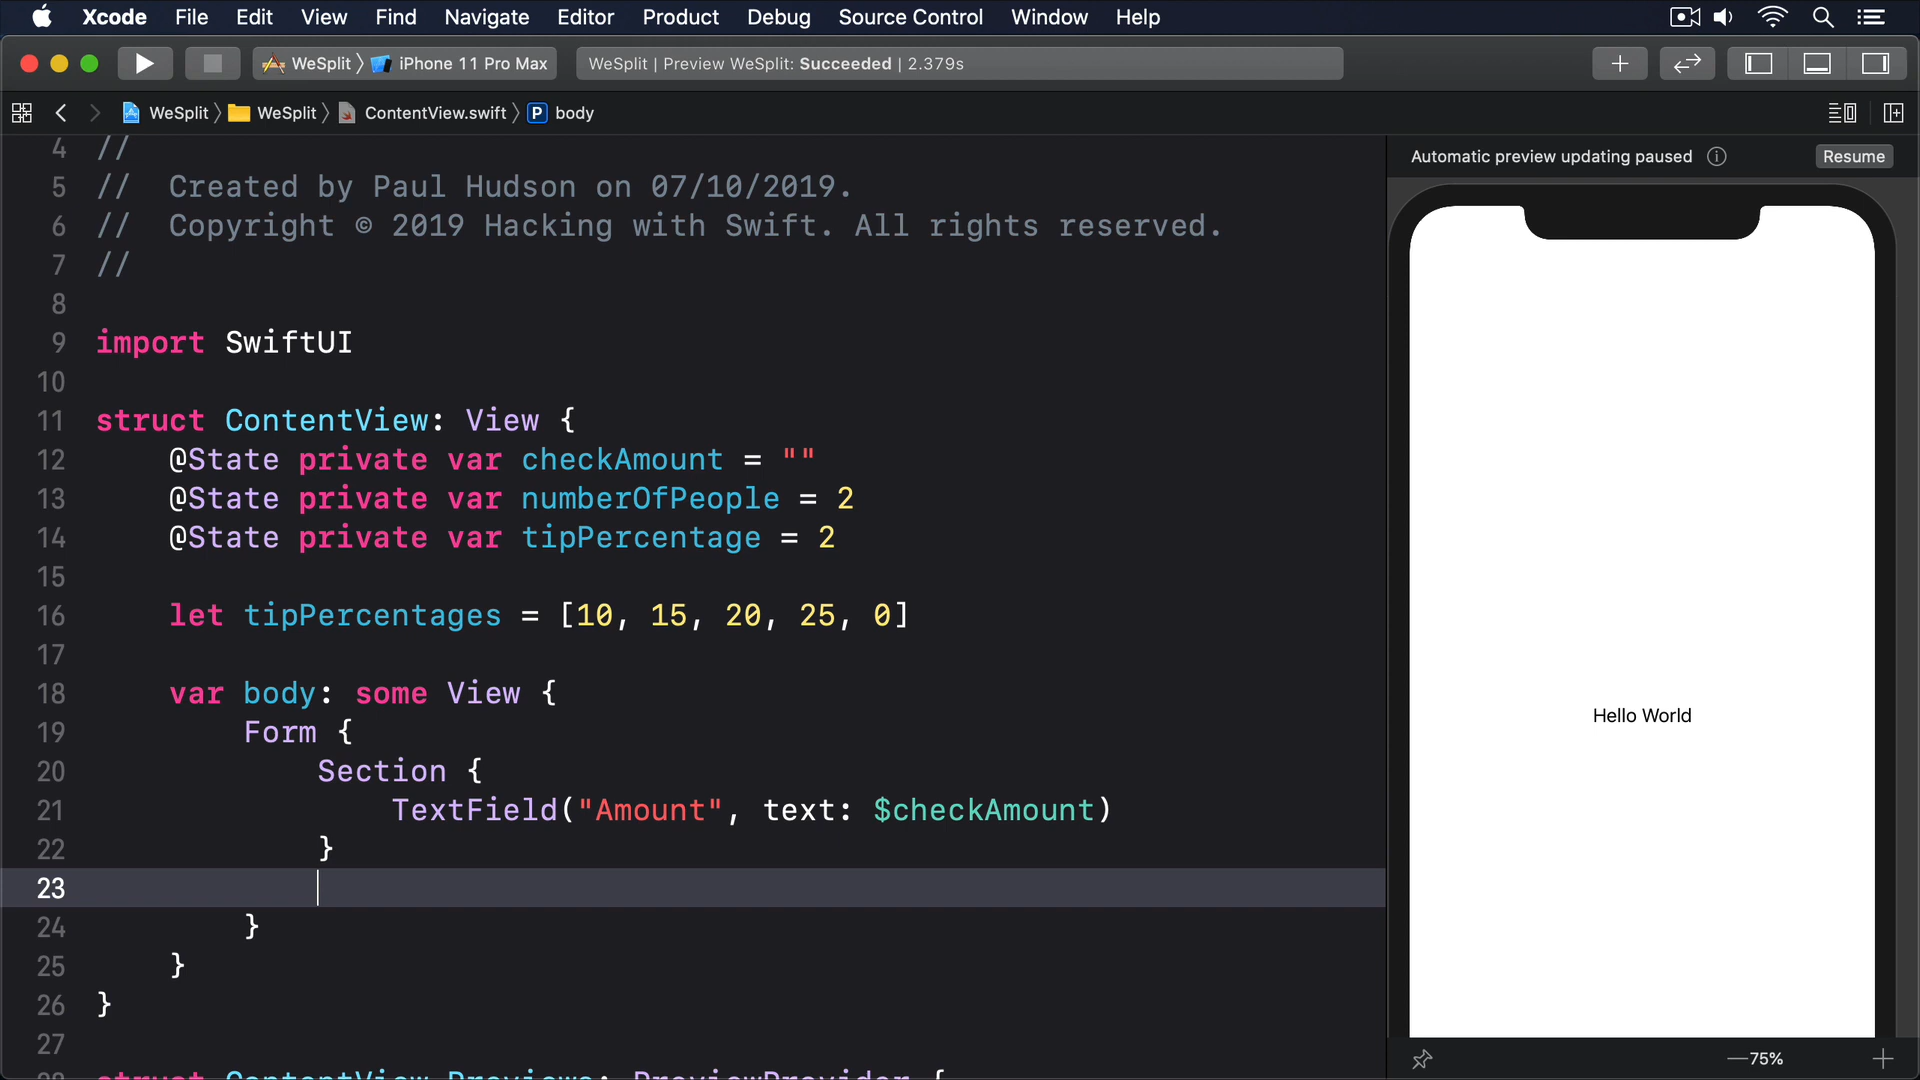 Xcode File Edit View Find Navigate Editor Product Debug Source Control Window Help
WeSplit iPhone 11 Pro Max WeSplit | Preview WeSplit: Succeeded | 2.379s
WeSplit WeSplit ContentView.swift P body
Automatic preview updating paused Resume
4 //
5 //  Created by Paul Hudson on 07/10/2019.
6 //  Copyright © 2019 Hacking with Swift. All rights reserved.
7 //
8
9 import SwiftUI
10
11 struct ContentView: View {
12     @State private var checkAmount = ""
13     @State private var numberOfPeople = 2
14     @State private var tipPercentage = 2
15
16     let tipPercentages = [10, 15, 20, 25, 0]
17
18     var body: some View {
19         Form {
20             Section {
21                 TextField("Amount", text: $checkAmount)
22             }
23
24         }
25     }
26 }
27
28 struct ContentView_Previews: PreviewProvider {
Hello World
75%